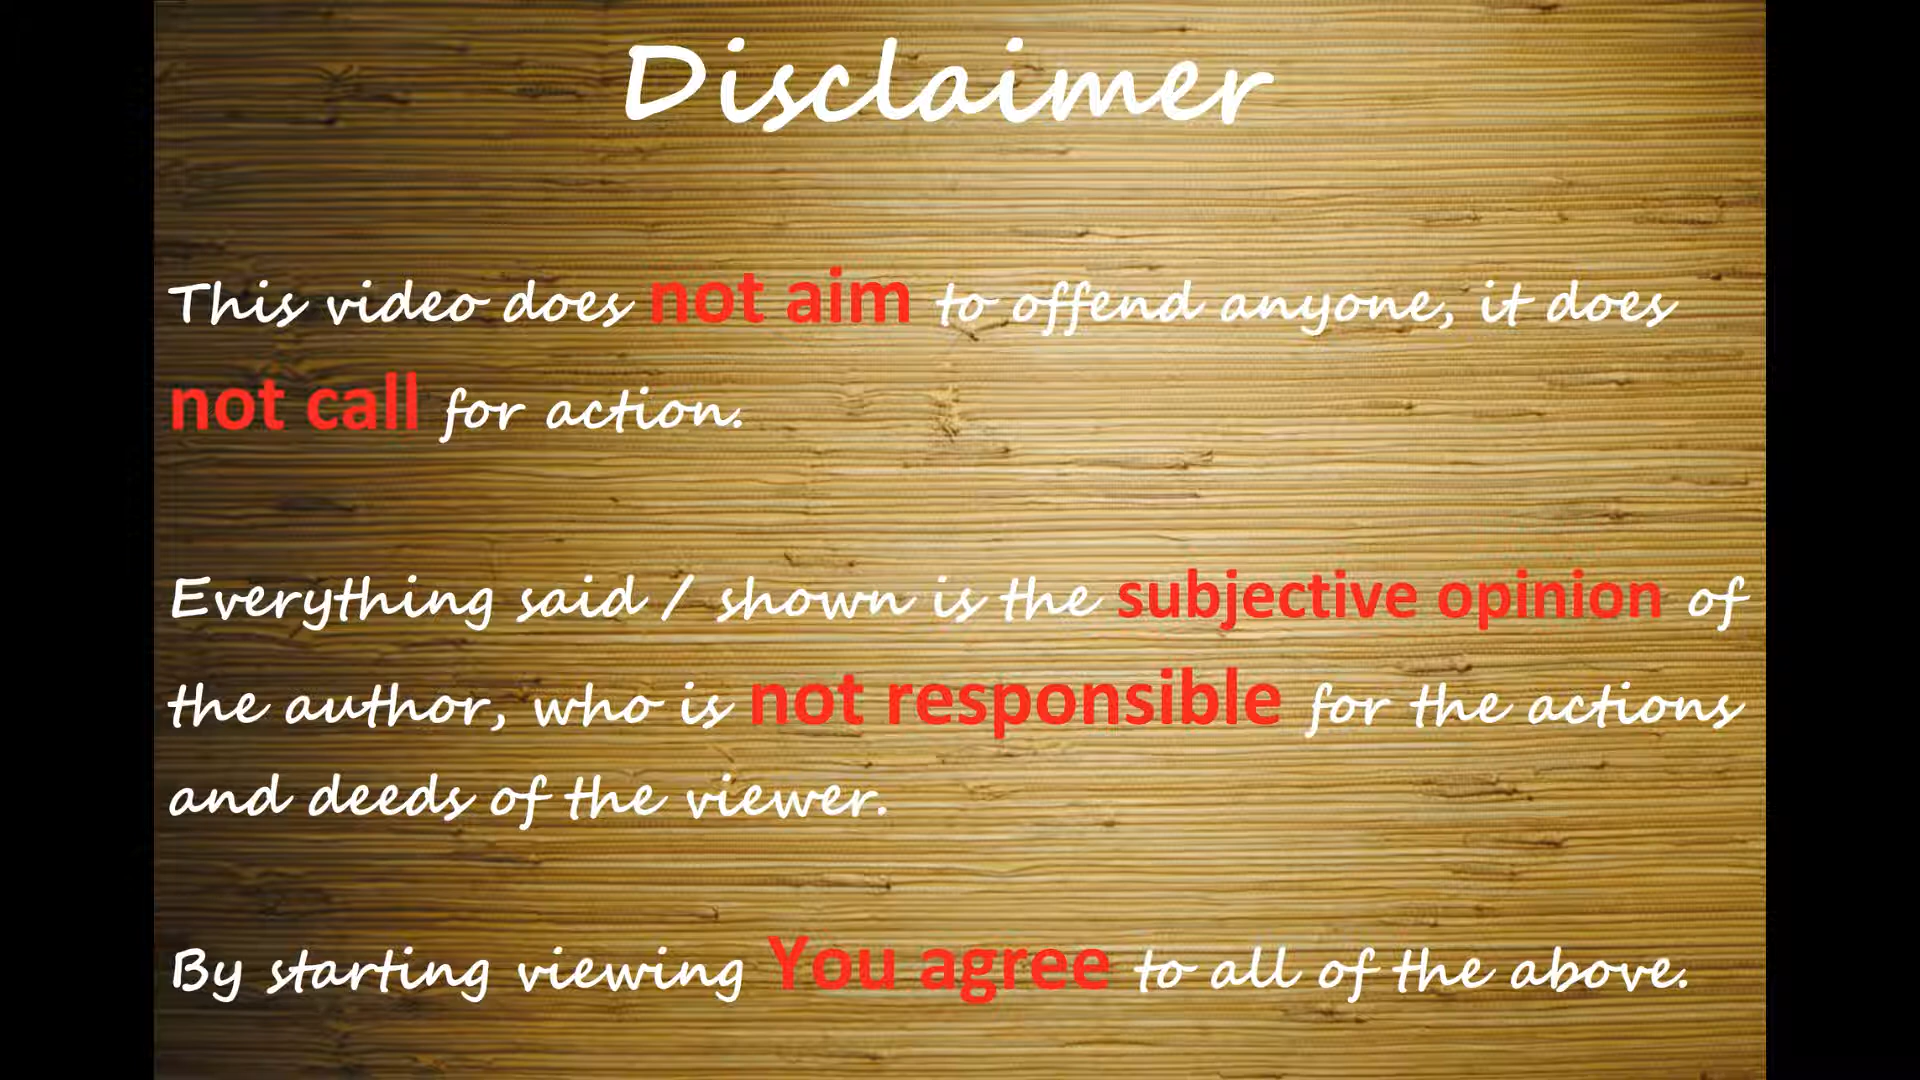 Disclaimer
This video does not aim to offend anyone, it does
not call for action.
Everything said / shown is the subjective opinion of
the author, who is not responsible for the actions
and deeds of the viewer.
By starting viewing You agree to all of the above.